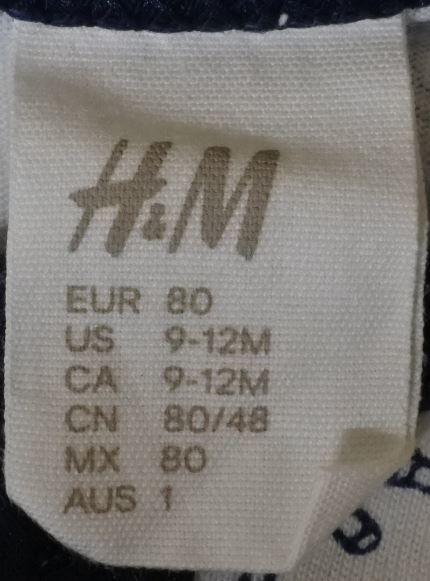 H&M
EUR 80
US 9-12M
CA 9-12M
CN 80/48
MX 80
AUS 1